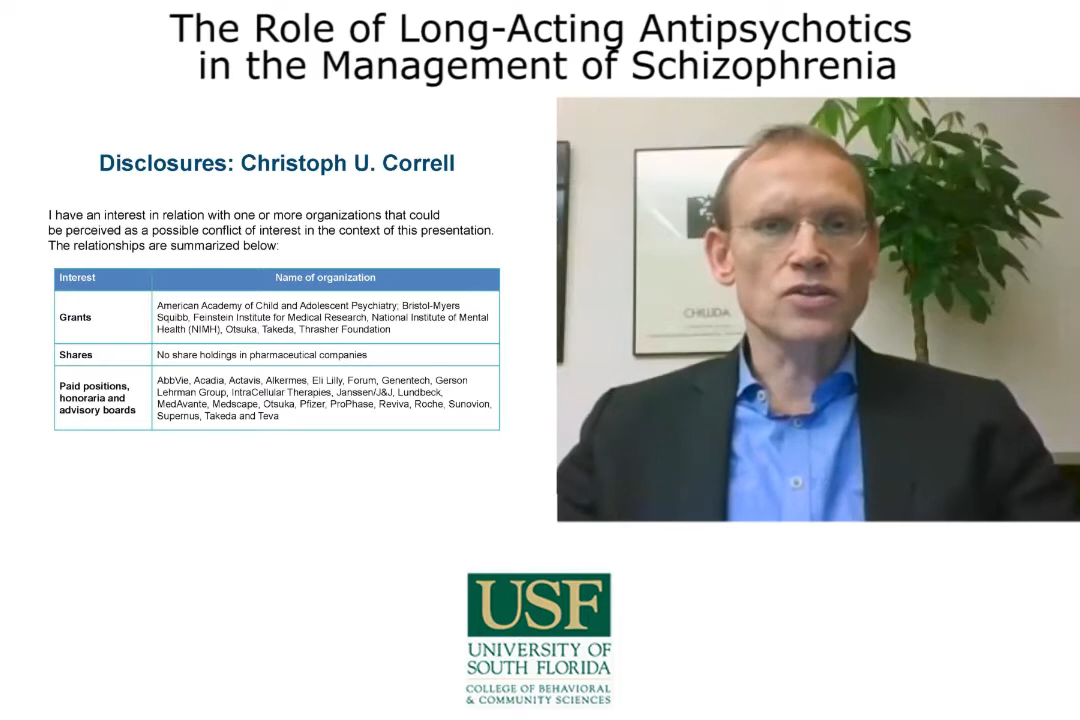 The Role of Long-Acting Antipsychotics
in the Management of Schizophrenia
Disclosures: Christoph U. Correll
I have an interest in relation with one or more organizations that could
be perceived as a possible conflict of interest in the context of this presentation.
The relationships are summarized below:
Interest
Name of organization
Grants
American Academy of Child and Adolescent Psychiatry; Bristol-Myers
Squibb, Feinstein Institute for Medical Research, National Institute of Mental
Health (NIMH), Otsuka, Takeda, Thrasher Foundation
Shares
No share holdings in pharmaceutical companies
Paid positions,
honoraria and
advisory boards
AbbVie, Acadia, Actavis, Alkermes, Eli Lilly, Forum, Genentech, Gerson
Lehrman Group, IntraCellular Therapies, Janssen/J&J, Lundbeck,
MedAvante, Medscape, Otsuka, Pfizer, ProPhase, Reviva, Roche, Sunovion,
Supernus, Takeda and Teva
CHILLIDA
USF
UNIVERSITY OF
SOUTH FLORIDA
COLLEGE OF BEHAVIORAL
& COMMUNITY SCIENCES